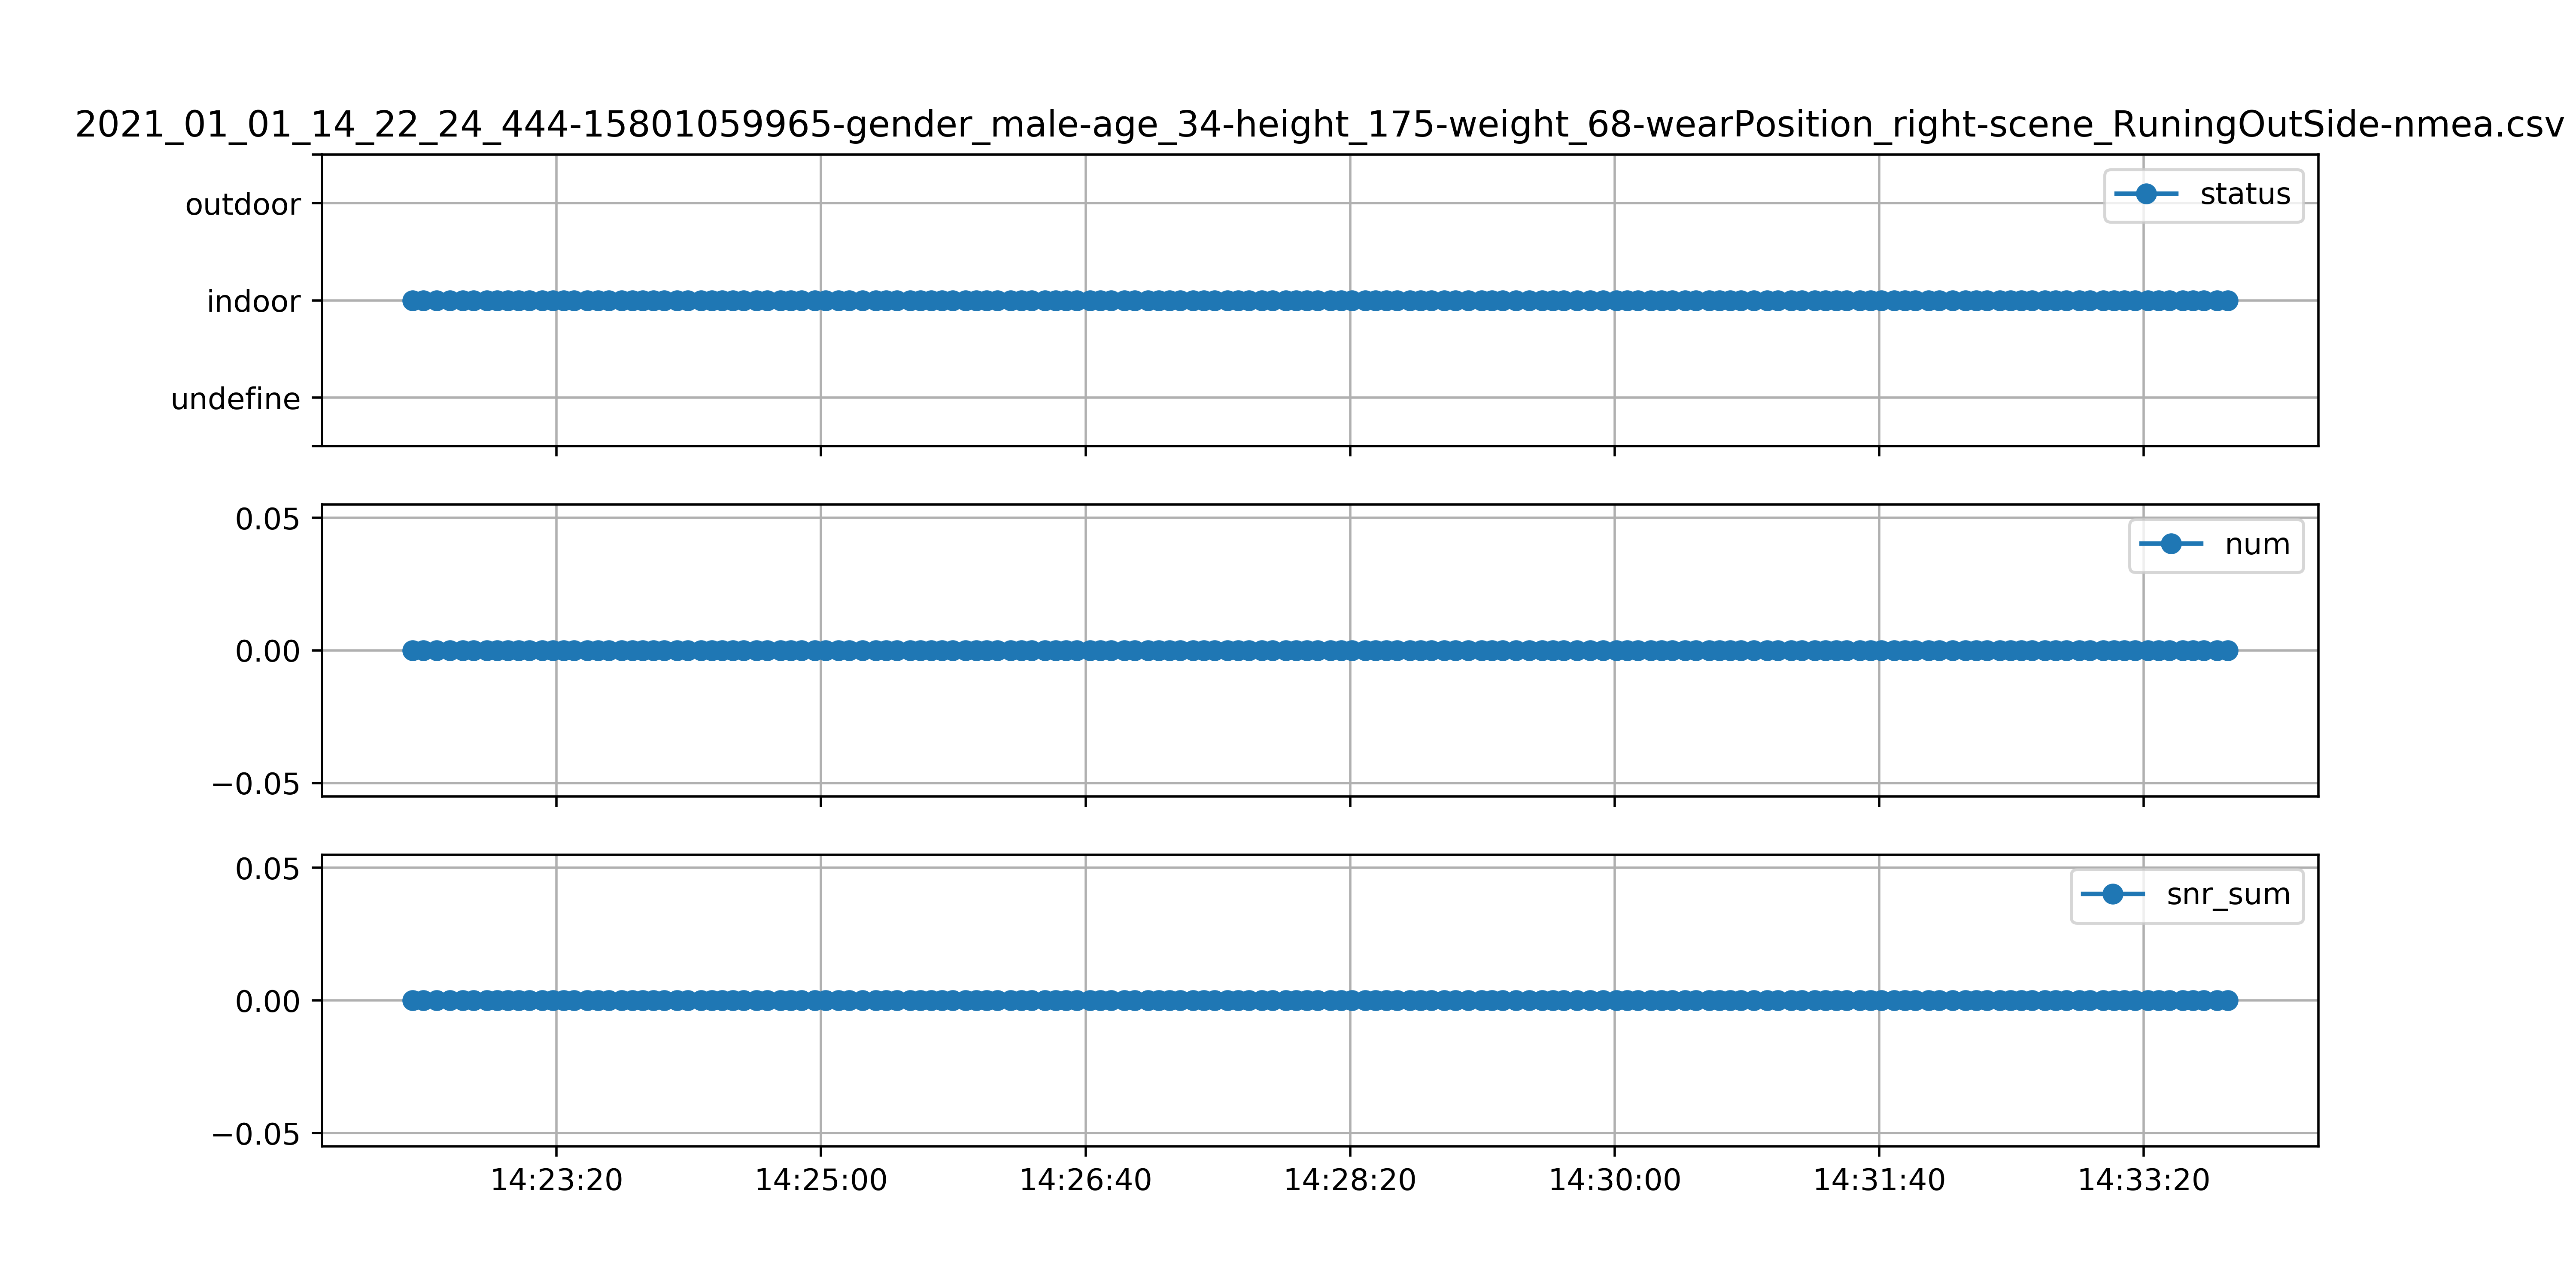 2021_01_01_14_22_24_444-15801059965-gender_male-age_34-height_175-weight_68-wearPosition_right-scene_RuningOutSide-nmea.csv
outdoor
status
indoor
undefine
0.05
num
0.00
−0.05
0.05
snr_sum
0.00
−0.05
14:23:20 14:25:00 14:26:40 14:28:20 14:30:00 14:31:40 14:33:20